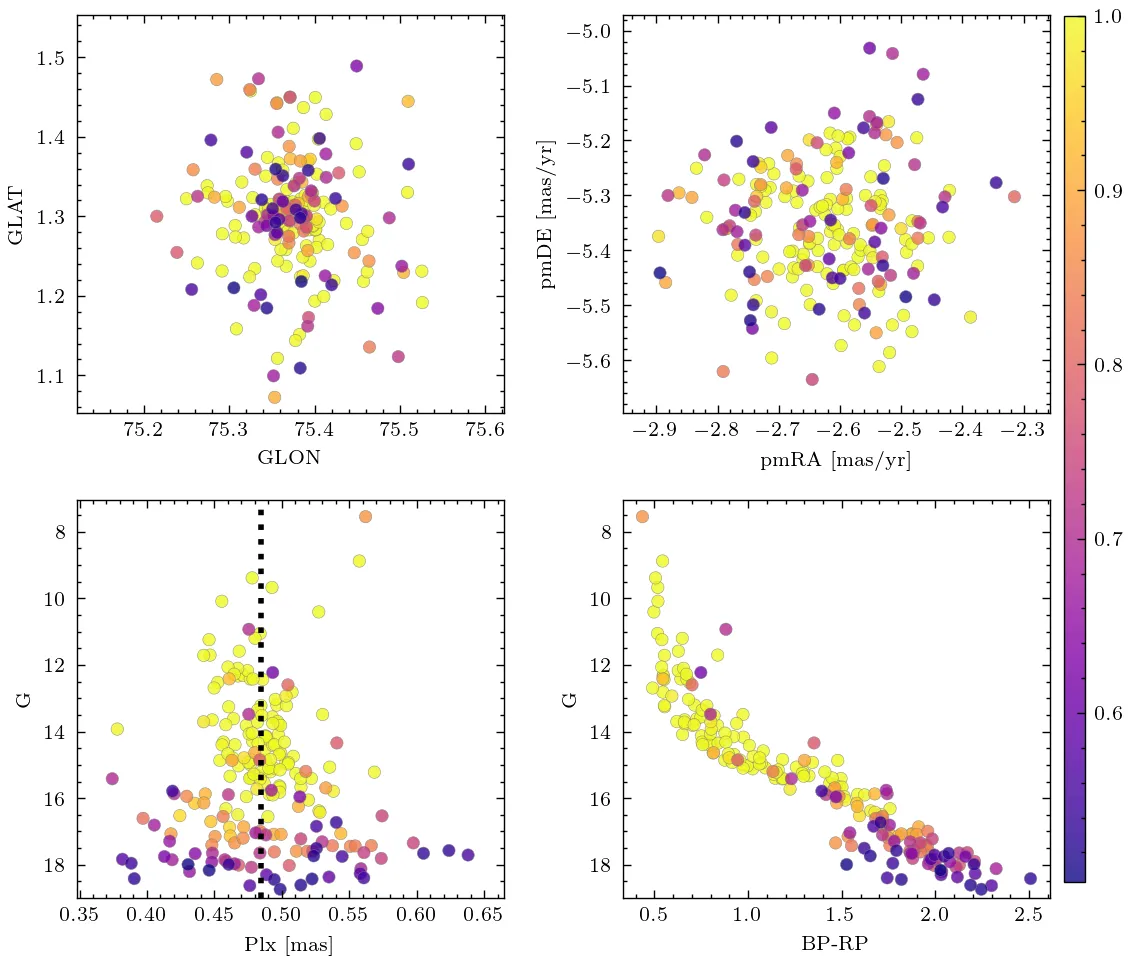 1.5
1.4
1.3
1.2
1.1
GLAT
75.2 75.3 75.4 75.5 75.6
GLON
−5.0
−5.1
−5.2
−5.3
−5.4
−5.5
−5.6
pmDE [mas/yr]
−2.9 −2.8 −2.7 −2.6 −2.5 −2.4 −2.3
pmRA [mas/yr]
1.0
0.9
0.8
0.7
0.6
8
10
12
14
16
18
G
0.35 0.40 0.45 0.50 0.55 0.60 0.65
Plx [mas]
8
10
12
14
16
18
G
0.5 1.0 1.5 2.0 2.5
BP-RP